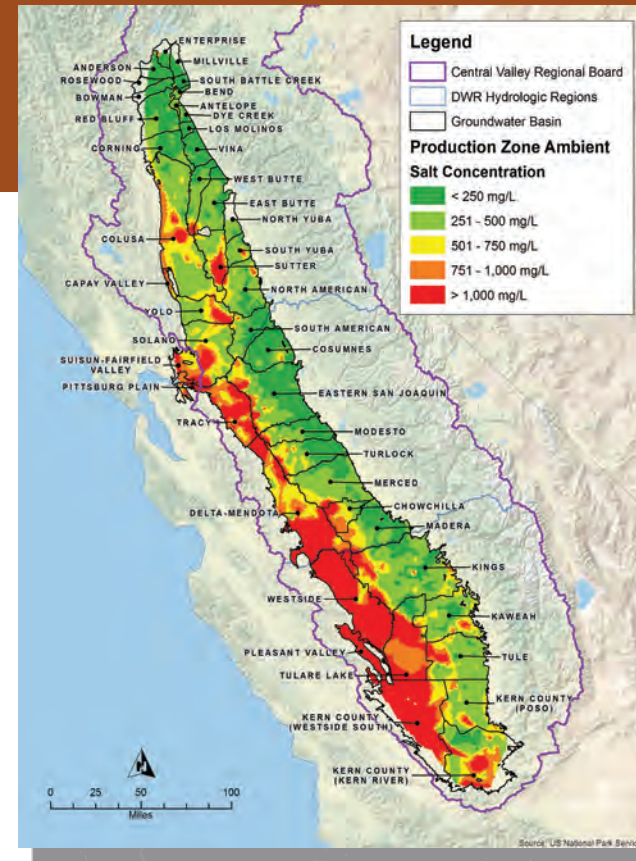 ENTERPRISE
ANDERSON
MILLVILLE
ROSEWOOD
SOUTH BATTLE CREEK
BEND
BOWMAN
ANTELOPE
DYE CREEK
RED BLUFF
LOS MOLINOS
CORNING
VINA
WEST BUTTE
EAST BUTTE
NORTH YUBA
COLUSA
SOUTH YUBA
SUTTER
CAPAY VALLEY
NORTH AMERICAN
YOLO
SOUTH AMERICAN
SOLANO
COSUMNES
SUISUN-FAIRFIELD
VALLEY
PITTSBURG PLAIN
EASTERN SAN JOAQUIN
TRACY
MODESTO
TURLOCK
MERCED
CHOWCHILLA
DELTA-MENDOTA
MADERA
KINGS
WESTSIDE
KAWEAH
PLEASANT VALLEY
TULE
TULARE LAKE
KERN COUNTY
(POSO)
KERN COUNTY
(WESTSIDE SOUTH)
KERN COUNTY
(KERN RIVER)
Legend
Central Valley Regional Board
DWR Hydrologic Regions
Groundwater Basin
Production Zone Ambient
Salt Concentration
< 250 mg/L
251 - 500 mg/L
501 - 750 mg/L
751 - 1,000 mg/L
> 1,000 mg/L
0 25 50 100
Miles
Source: US National Park Servic